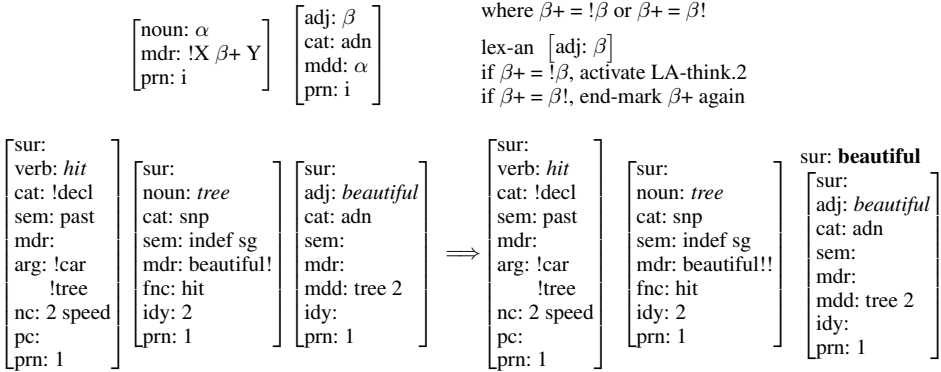 [noun: α
mdr: !X β+ Y
prn: i]
[adj: β
cat: adn
mdd: α
prn: i]
where β+ = !β or β+ = β!
lex-an [adj: β]
if β+ = !β, activate LA-think.2
if β+ = β!, end-mark β+ again
[sur:
verb: hit
cat: !decl
sem: past
mdr:
arg: !car
!tree
nc: 2 speed
pc:
prn: 1]
[sur:
noun: tree
cat: snp
sem: indef sg
mdr: beautiful!
fnc: hit
idy: 2
prn: 1]
[sur:
adj: beautiful
cat: adn
sem:
mdr:
mdd: tree 2
idy:
prn: 1]
⟹
[sur:
verb: hit
cat: !decl
sem: past
mdr:
arg: !car
!tree
nc: 2 speed
pc:
prn: 1]
[sur:
noun: tree
cat: snp
sem: indef sg
mdr: beautiful!!
fnc: hit
idy: 2
prn: 1]
sur: beautiful
[sur:
adj: beautiful
cat: adn
sem:
mdr:
mdd: tree 2
idy:
prn: 1]